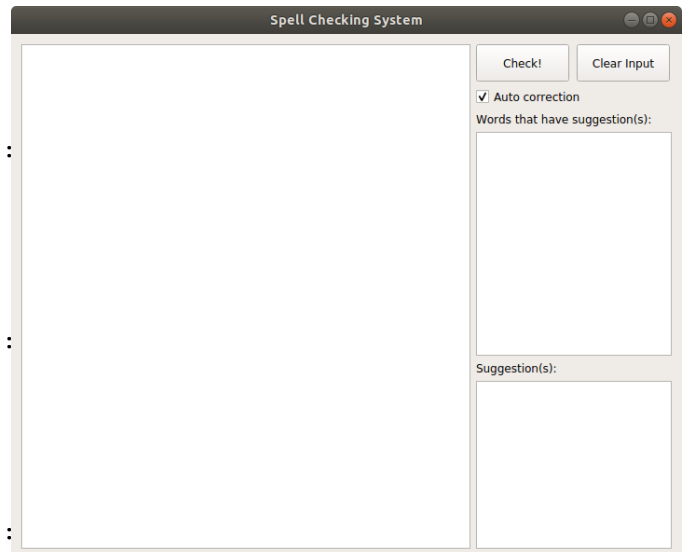 Spell Checking System
Check!
Clear Input
Auto correction
Words that have suggestion(s):
Suggestion(s):
:
:
: